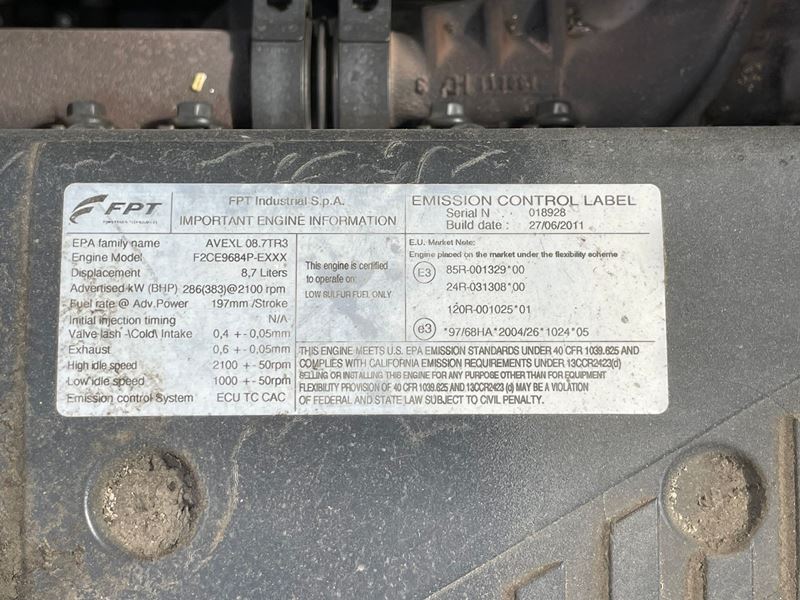 FPT
FPT Industrial S.p.A.
IMPORTANT ENGINE INFORMATION
EMISSION CONTROL LABEL
Serial N 018928
Build date : 27/06/2011
EPA family name AVEXL 08.7TR3
Engine Model F2CE9684P-EXXX
Displacement 8,7 Liters
Advertised kW (BHP) 286(383)@2100 rpm
Fuel rate @ Adv.Power 197mm /Stroke
Initial injection timing N/A
Valve lash \Cold\ Intake 0,4 +-0,05mm
Exhaust 0,6 +-0,05mm
High idle speed 2100 +-50rpm
Low idle speed 1000 +-50rpm
Emission control System ECU TC CAC
This engine is certified
to operate on:
LOW SULFUR FUEL ONLY
E.U. Market Note:
Engine placed on the market under the flexibility scheme
E3 85R-001329*00
24R-031308*00
120R-001025*01
e3 *97/68HA*2004/26*1024*05
THIS ENGINE MEETS U.S. EPA EMISSION STANDARDS UNDER 40 CFR 1039.625 AND
COMPLIES WITH CALIFORNIA EMISSION REQUIREMENTS UNDER 13CCR2423(d)
SELLING OR INSTALLING THIS ENGINE FOR ANY PURPOSE OTHER THAN FOR EQUIPMENT
FLEXIBILITY PROVISION OF 40 CFR 1039.625 AND 13CCR2423 (d) MAY BE A VIOLATION
OF FEDERAL AND STATE LAW SUBJECT TO CIVIL PENALTY.